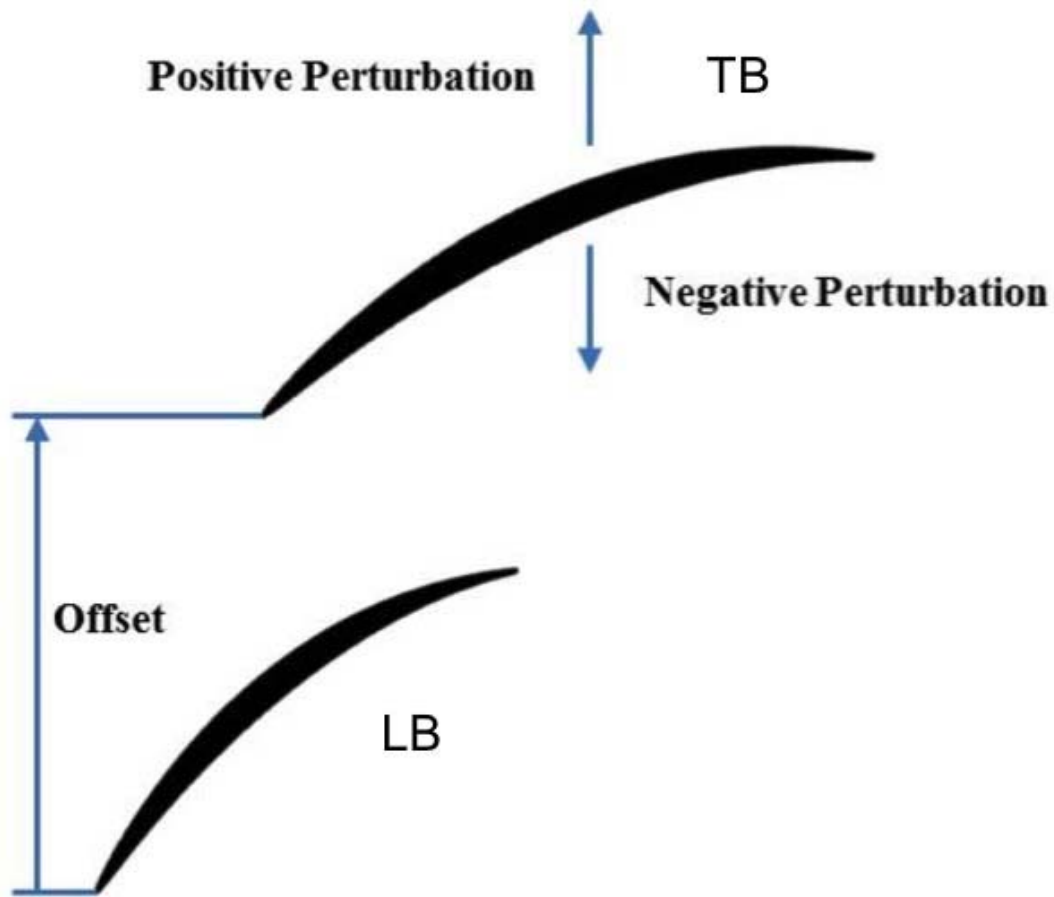 Positive Perturbation
TB
Negative Perturbation
Offset
LB